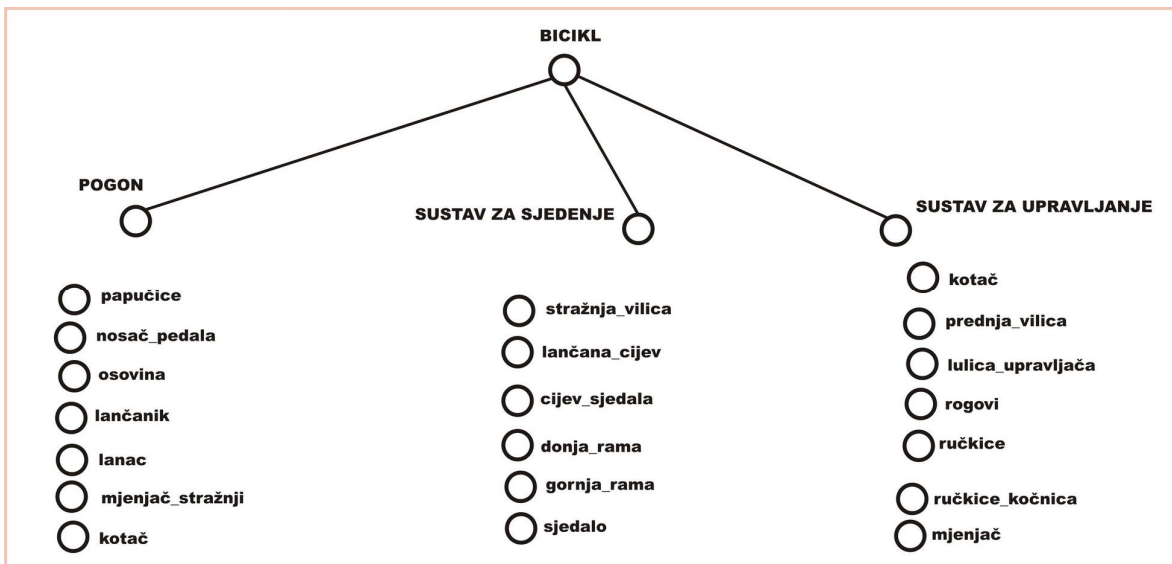 BICIKL
POGON
SUSTAV ZA SJEDENJE
SUSTAV ZA UPRAVLJANJE
papučice
nosač_pedala
osovina
lančanik
lanac
mjenjač_stražnji
kotač
stražnja_vilica
lančana_cijev
cijev_sjedala
donja_rama
gornja_rama
sjedalo
kotač
prednja_vilica
lulica_upravljača
rogovi
ručkice
ručkice_kočnica
mjenjač